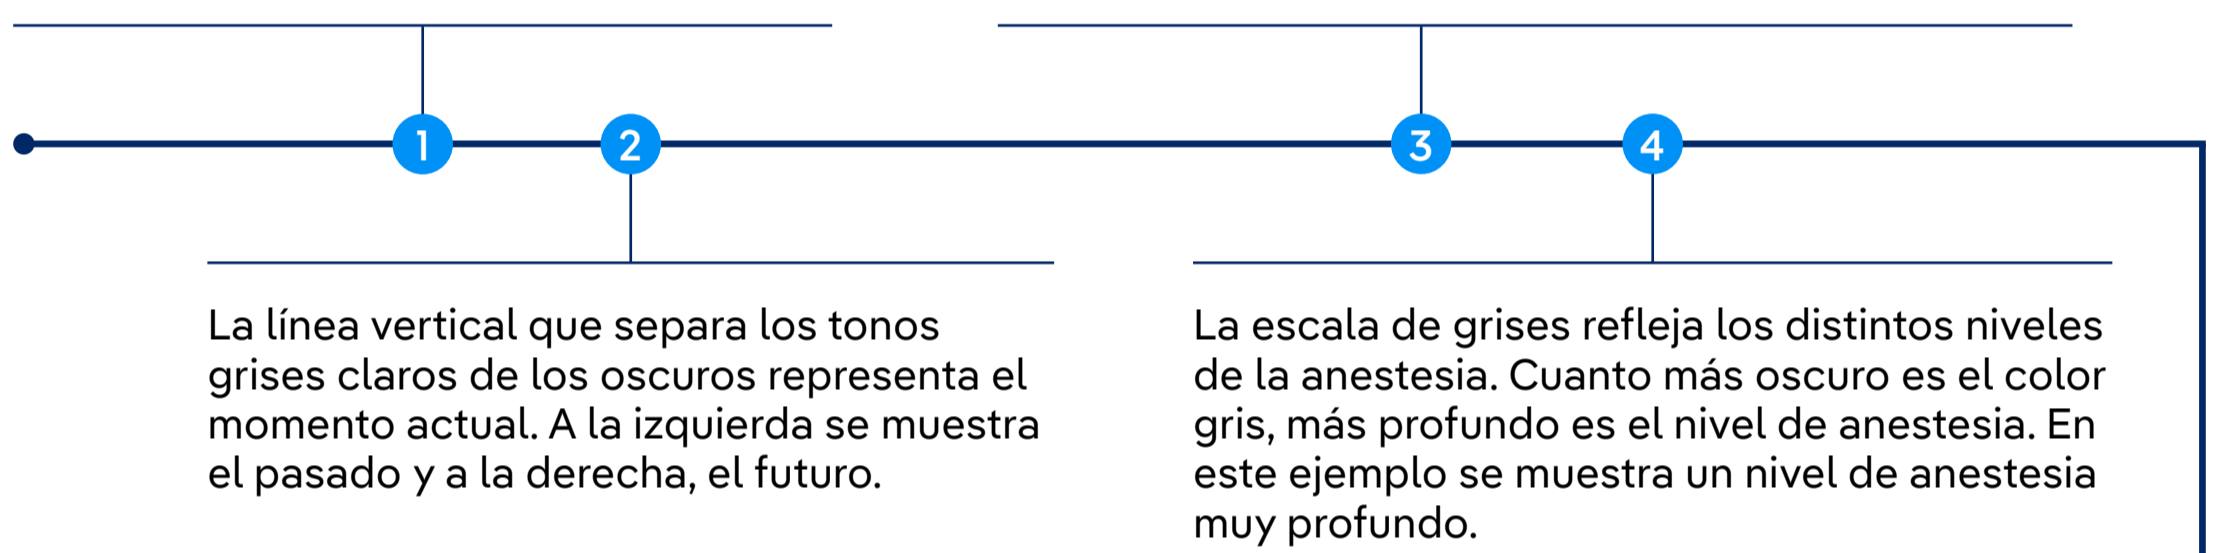 1
2
3
4
La línea vertical que separa los tonos
grises claros de los oscuros representa el
momento actual. A la izquierda se muestra
el pasado y a la derecha, el futuro.
La escala de grises refleja los distintos niveles
de la anestesia. Cuanto más oscuro es el color
gris, más profundo es el nivel de anestesia. En
este ejemplo se muestra un nivel de anestesia
muy profundo.